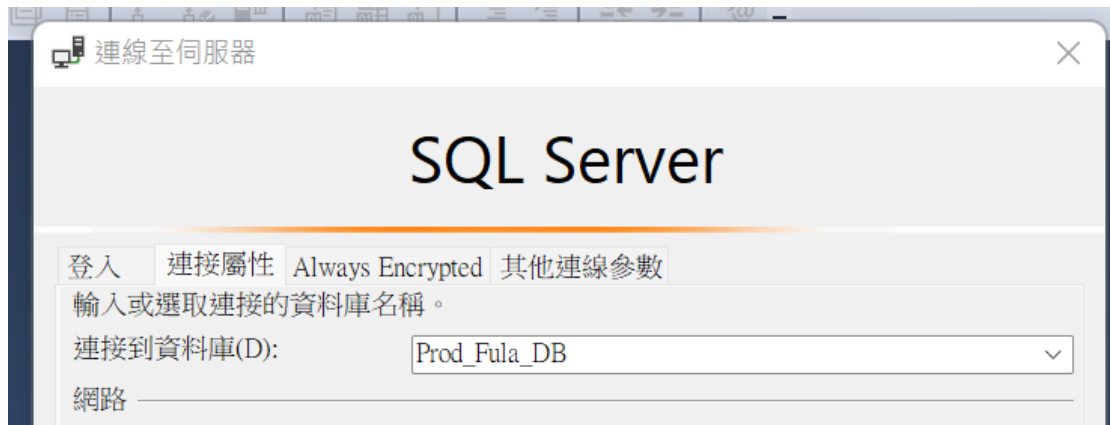 連線至伺服器
SQL Server
登入 連接屬性 Always Encrypted 其他連線參數
輸入或選取連接的資料庫名稱。
連接到資料庫(D): Prod_Fula_DB
網路